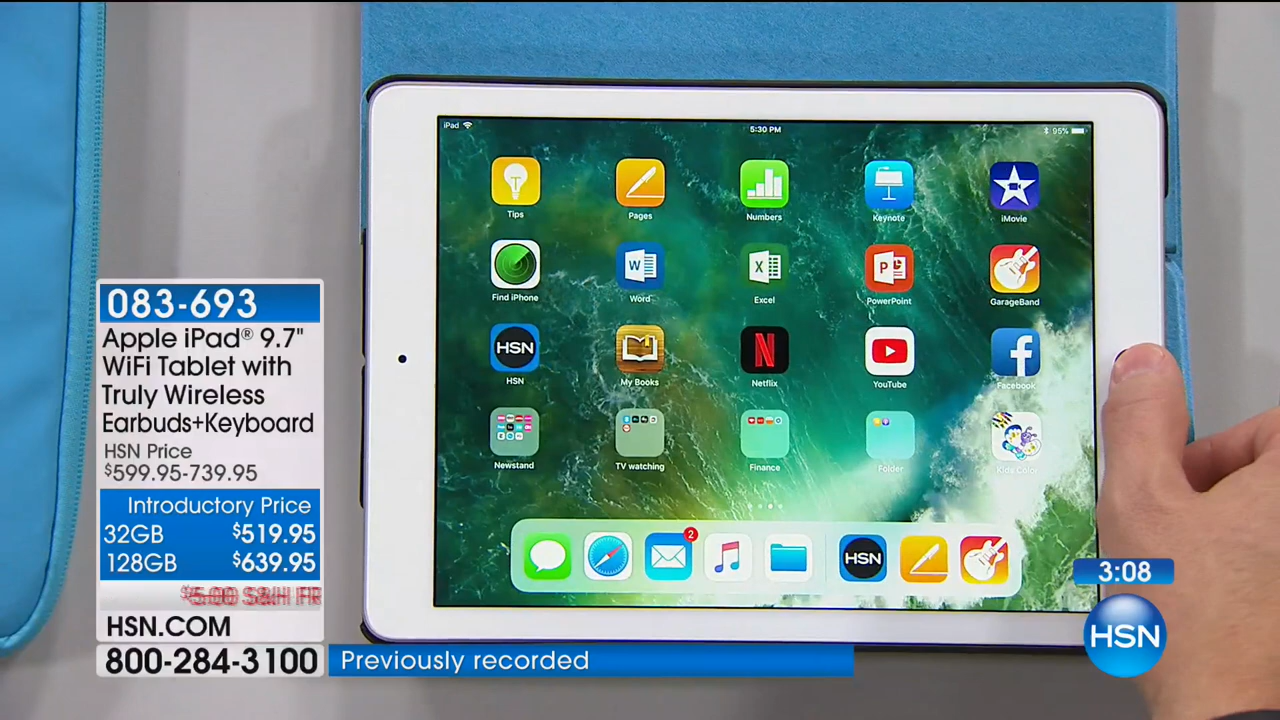 iPad
5:30 PM
95%
Tips
Pages
Numbers
Keynote
iMovie
Find iPhone
Word
Excel
PowerPoint
GarageBand
HSN
My Books
Netflix
YouTube
Facebook
Newsstand
TV watching
Finance
Folder
Kids Color
2
HSN
083-693
Apple iPad® 9.7"
WiFi Tablet with
Truly Wireless
Earbuds+Keyboard
HSN Price
$599.95-739.95
Introductory Price
32GB $519.95
128GB $639.95
HSN.COM
800-284-3100
Previously recorded
3:08
HSN